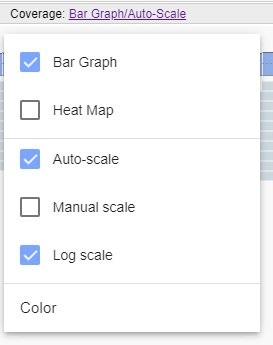 Coverage: Bar Graph/Auto-Scale
Bar Graph
Heat Map
Auto-scale
Manual scale
Log scale
Color